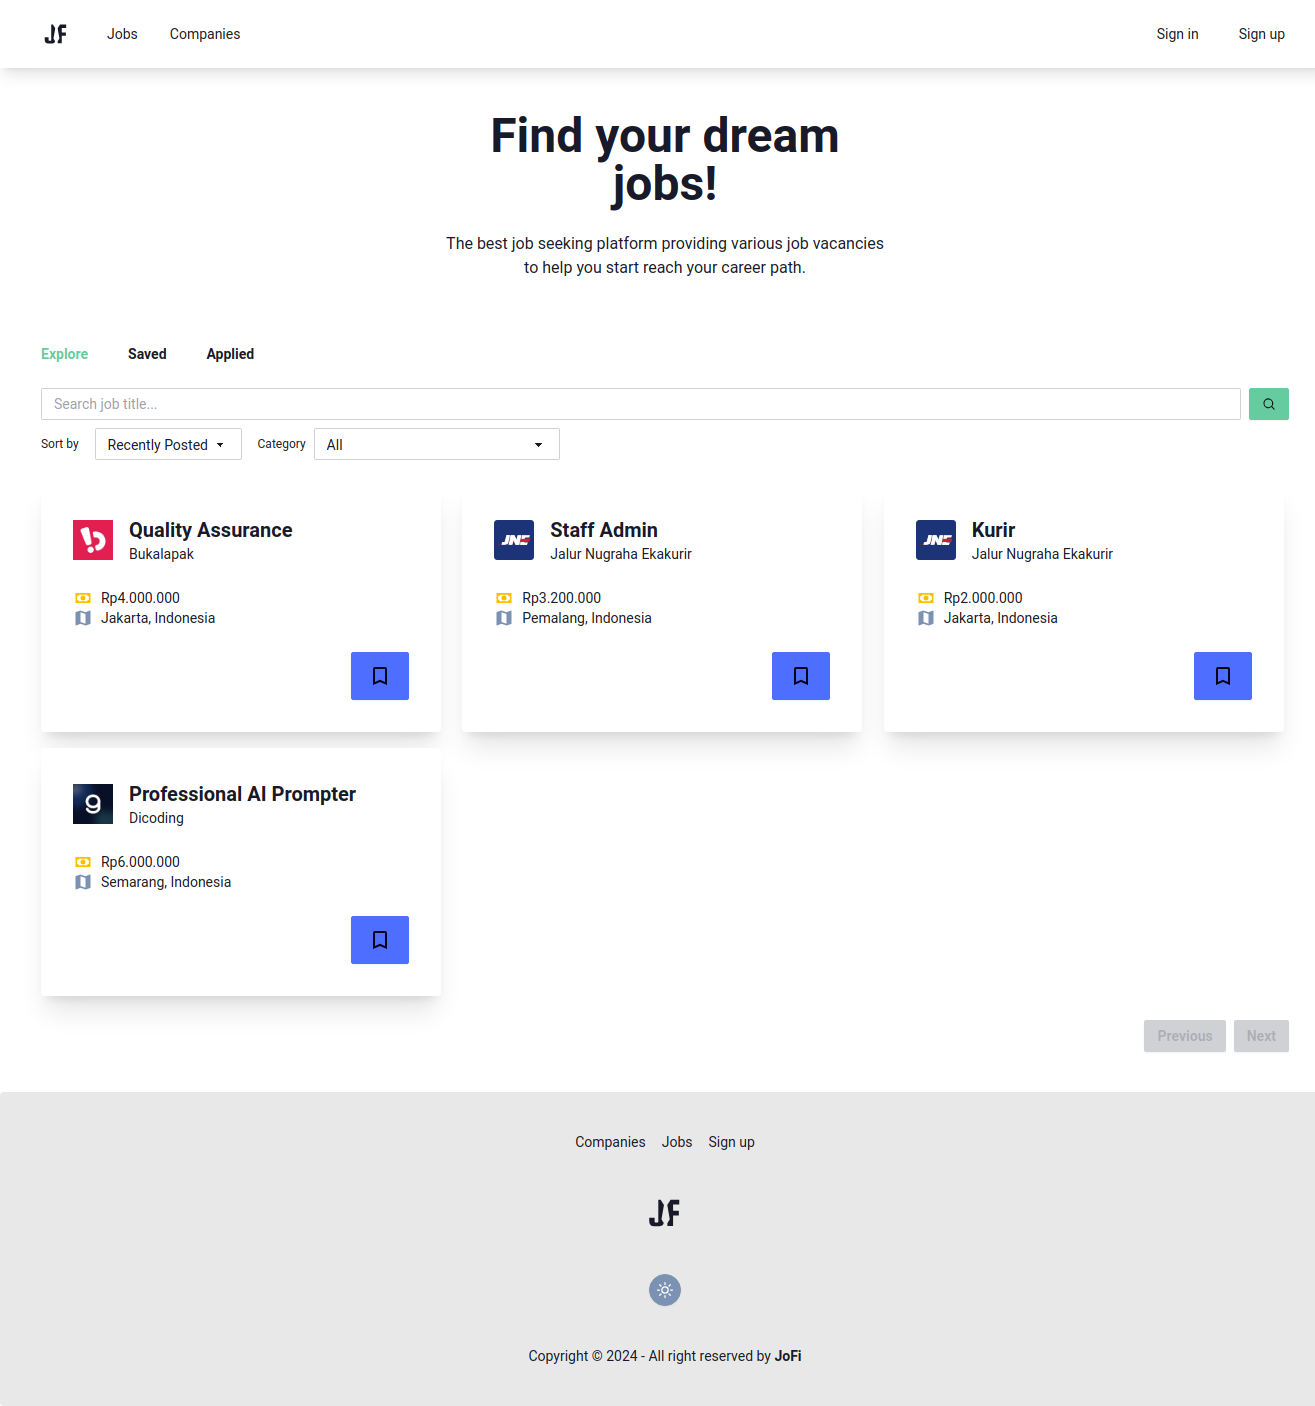 JF
Jobs
Companies
Sign in
Sign up
Find your dream
jobs!
The best job seeking platform providing various job vacancies
to help you start reach your career path.
Explore
Saved
Applied
Search job title...
Sort by
Recently Posted
Category
All
Quality Assurance
Bukalapak
Rp4.000.000
Jakarta, Indonesia
JNE
Staff Admin
Jalur Nugraha Ekakurir
Rp3.200.000
Pemalang, Indonesia
JNE
Kurir
Jalur Nugraha Ekakurir
Rp2.000.000
Jakarta, Indonesia
Professional AI Prompter
Dicoding
Rp6.000.000
Semarang, Indonesia
Previous
Next
Companies
Jobs
Sign up
JF
Copyright © 2024 - All right reserved by JoFi